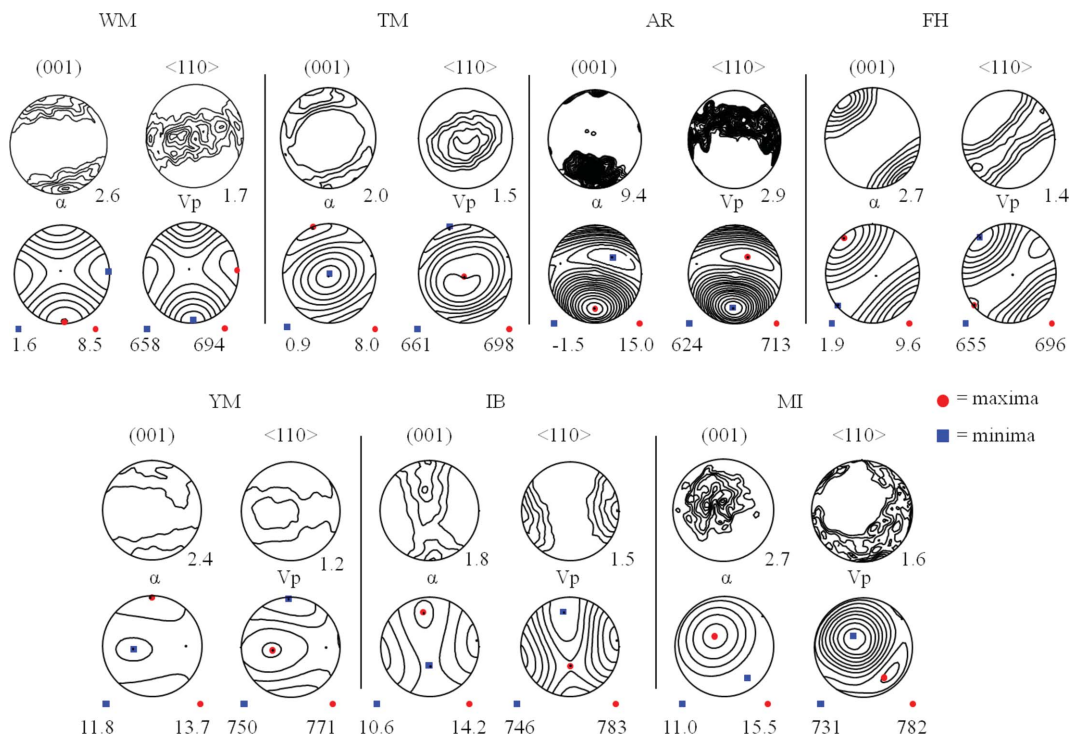 WM TM AR FH
(001) <110> (001) <110> (001) <110> (001) <110>
2.6 1.7 2.0 1.5 9.4 2.9 2.7 1.4
α Vp α Vp α Vp α Vp
1.6 8.5 658 694 0.9 8.0 661 698 -1.5 15.0 624 713 1.9 9.6 655 696
YM IB MI
= maxima
= minima
(001) <110> (001) <110> (001) <110>
2.4 1.2 1.8 1.5 2.7 1.6
α Vp α Vp α Vp
11.8 13.7 750 771 10.6 14.2 746 783 11.0 15.5 731 782